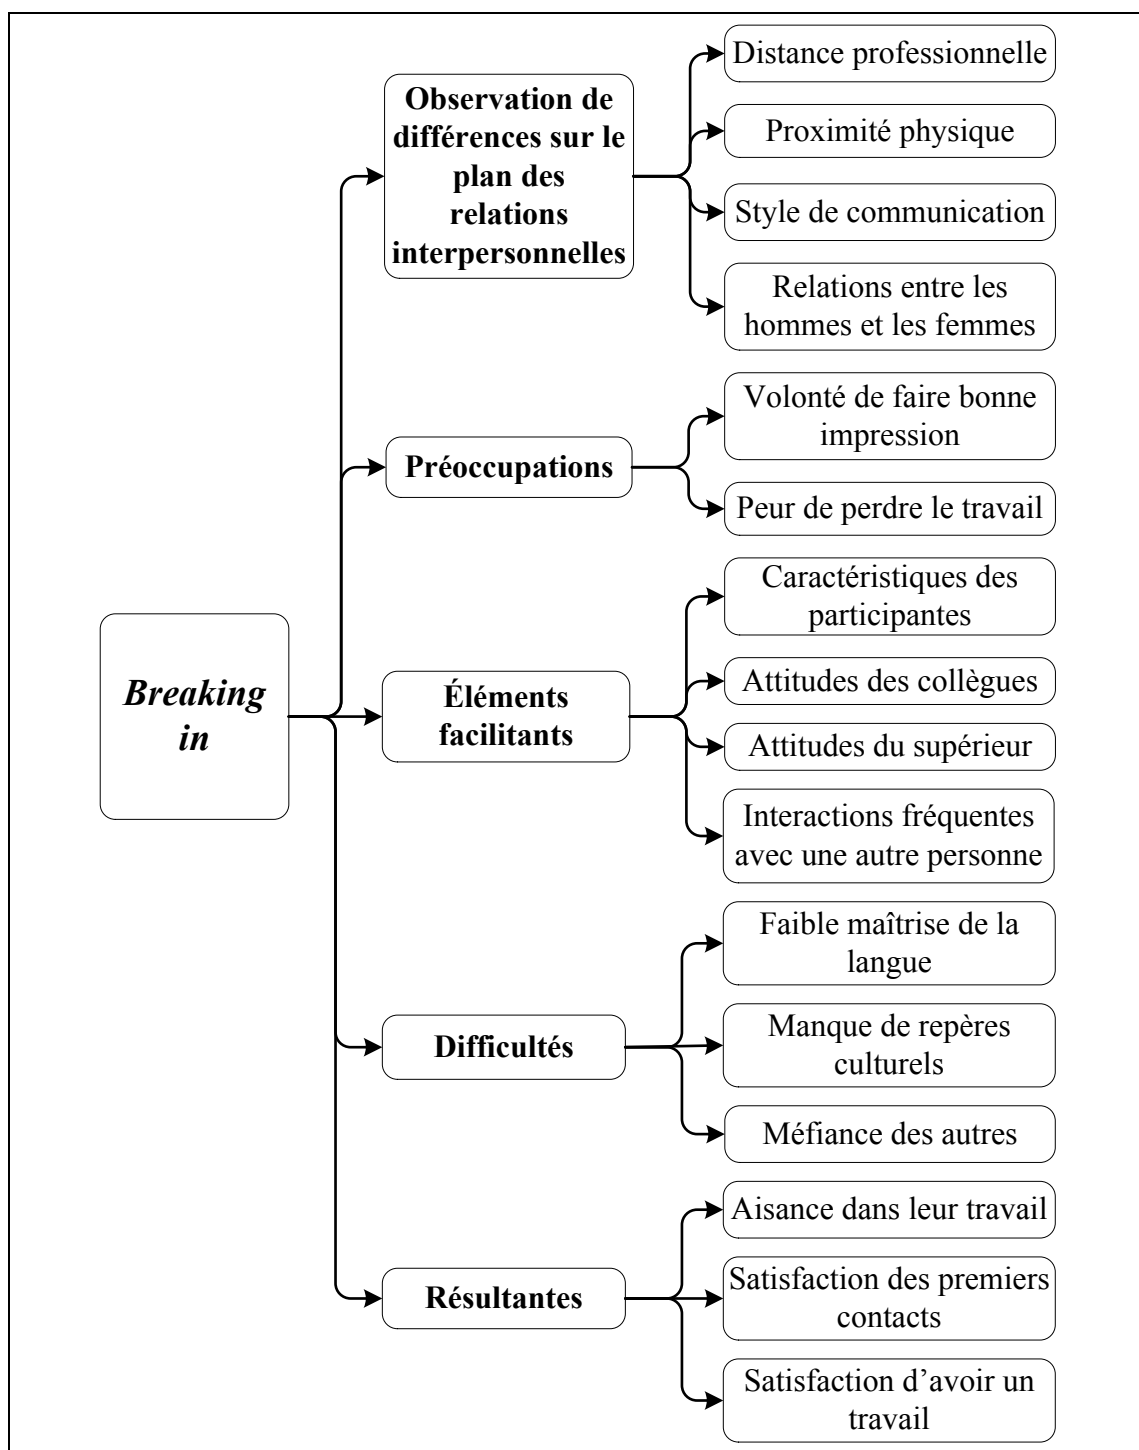 Breaking
in
Observation de
différences sur le
plan des
relations
interpersonnelles
Distance professionnelle
Proximité physique
Style de communication
Relations entre les
hommes et les femmes
Préoccupations
Volonté de faire bonne
impression
Peur de perdre le travail
Éléments
facilitants
Caractéristiques des
participantes
Attitudes des collègues
Attitudes du supérieur
Interactions fréquentes
avec une autre personne
Difficultés
Faible maîtrise de la
langue
Manque de repères
culturels
Méfiance des autres
Résultantes
Aisance dans leur travail
Satisfaction des premiers
contacts
Satisfaction d’avoir un
travail